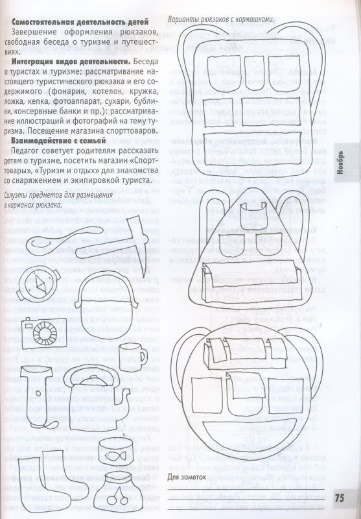 Самостоятельная деятельность детей
Завершение оформления рюкзаков,
свободная беседа о туризме и путешест-
виях.
Интеграция видов деятельности. Беседа
о туристах и туризме; рассматривание на-
стоящего туристического рюкзака и его со-
держимого (фонарик, котелок, кружка,
ложка, кепка, фотоаппарат, сухари, бубли-
ки, консервные банки и пр.); рассматрива-
ние иллюстраций и фотографий на тему ту-
ризма. Посещение магазина спорттоваров.
Взаимодействие с семьей
Педагог советует родителям рассказать
детям о туризме, посетить магазин «Спорт-
товары», «Туризм и отдых» для знакомства
со снаряжением и экипировкой туриста.
Силуэты предметов для размещения
в карманах рюкзака.
Варианты рюкзаков с кармашками.
Ноябрь
Для заметок
75